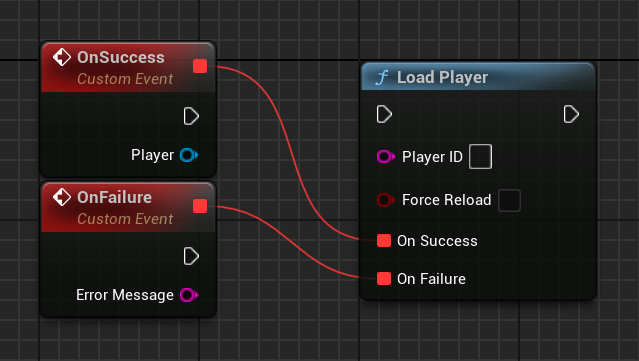 OnSuccess
Custom Event
Player
OnFailure
Custom Event
Error Message
f Load Player
Player ID
Force Reload
On Success
On Failure